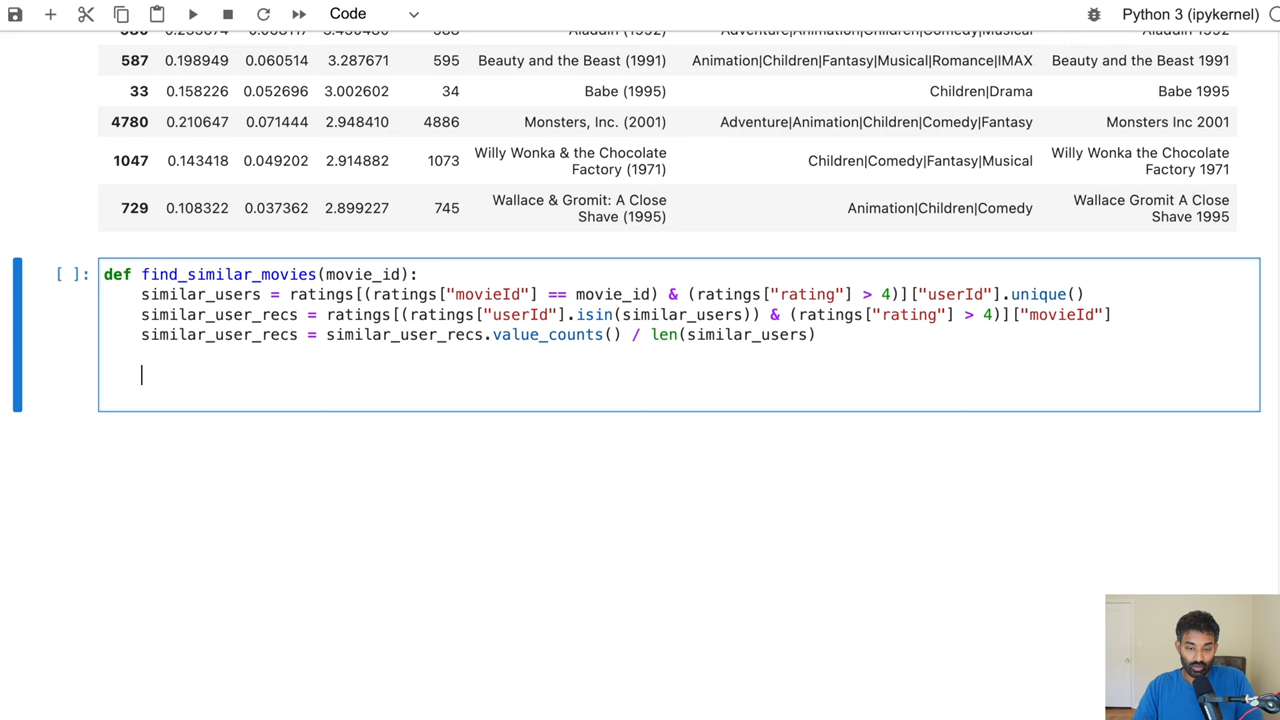 Code
Python 3 (ipykernel)
587 0.198949 0.060514 3.287671 595 Beauty and the Beast (1991) Animation|Children|Fantasy|Musical|Romance|IMAX Beauty and the Beast 1991
33 0.158226 0.052696 3.002602 34 Babe (1995) Children|Drama Babe 1995
4780 0.210647 0.071444 2.948410 4886 Monsters, Inc. (2001) Adventure|Animation|Children|Comedy|Fantasy Monsters Inc 2001
1047 0.143418 0.049202 2.914882 1073 Willy Wonka & the Chocolate Factory (1971) Children|Comedy|Fantasy|Musical Willy Wonka the Chocolate Factory 1971
729 0.108322 0.037362 2.899227 745 Wallace & Gromit: A Close Shave (1995) Animation|Children|Comedy Wallace Gromit A Close Shave 1995
[ ]:
def find_similar_movies(movie_id):
similar_users = ratings[(ratings["movieId"] == movie_id) & (ratings["rating"] > 4)]["userId"].unique()
similar_user_recs = ratings[(ratings["userId"].isin(similar_users)) & (ratings["rating"] > 4)]["movieId"]
similar_user_recs = similar_user_recs.value_counts() / len(similar_users)